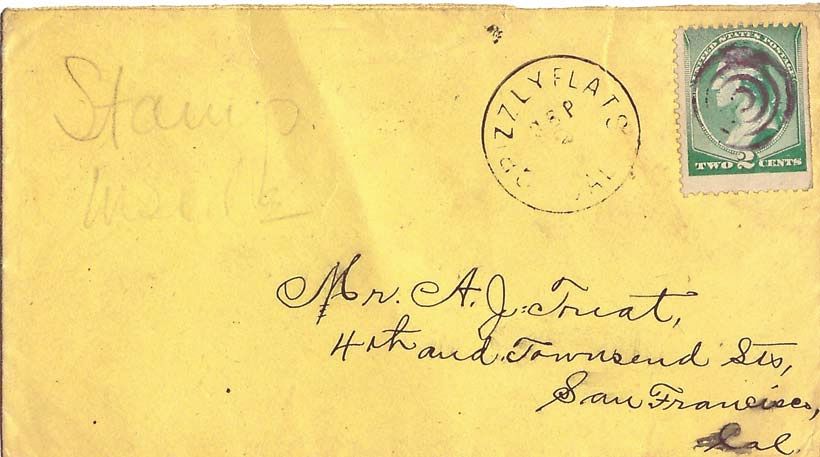 Stamp
inside
GRIZZLY FLATS
SEP
CAL
UNITED STATES POSTAGE
TWO 2 CENTS
Mr. A. J. Treat,
4th and Townsend Sts,
San Francisco,
Cal.